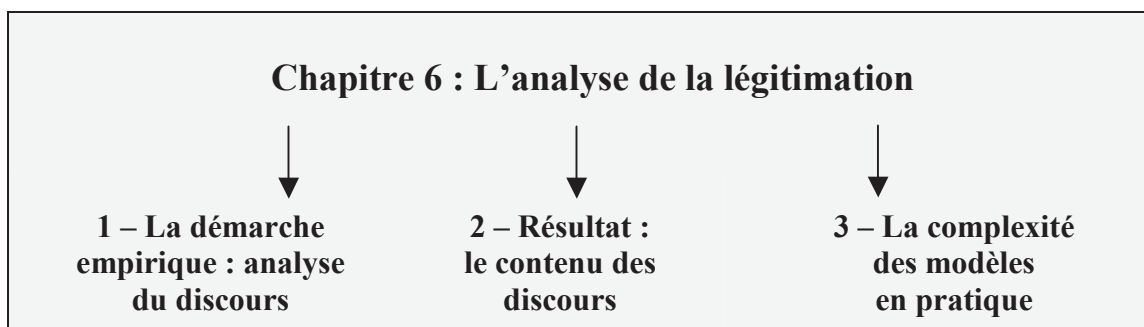 Chapitre 6 : L’analyse de la légitimation
1 – La démarche
empirique : analyse
du discours
2 – Résultat :
le contenu des
discours
3 – La complexité
des modèles
en pratique